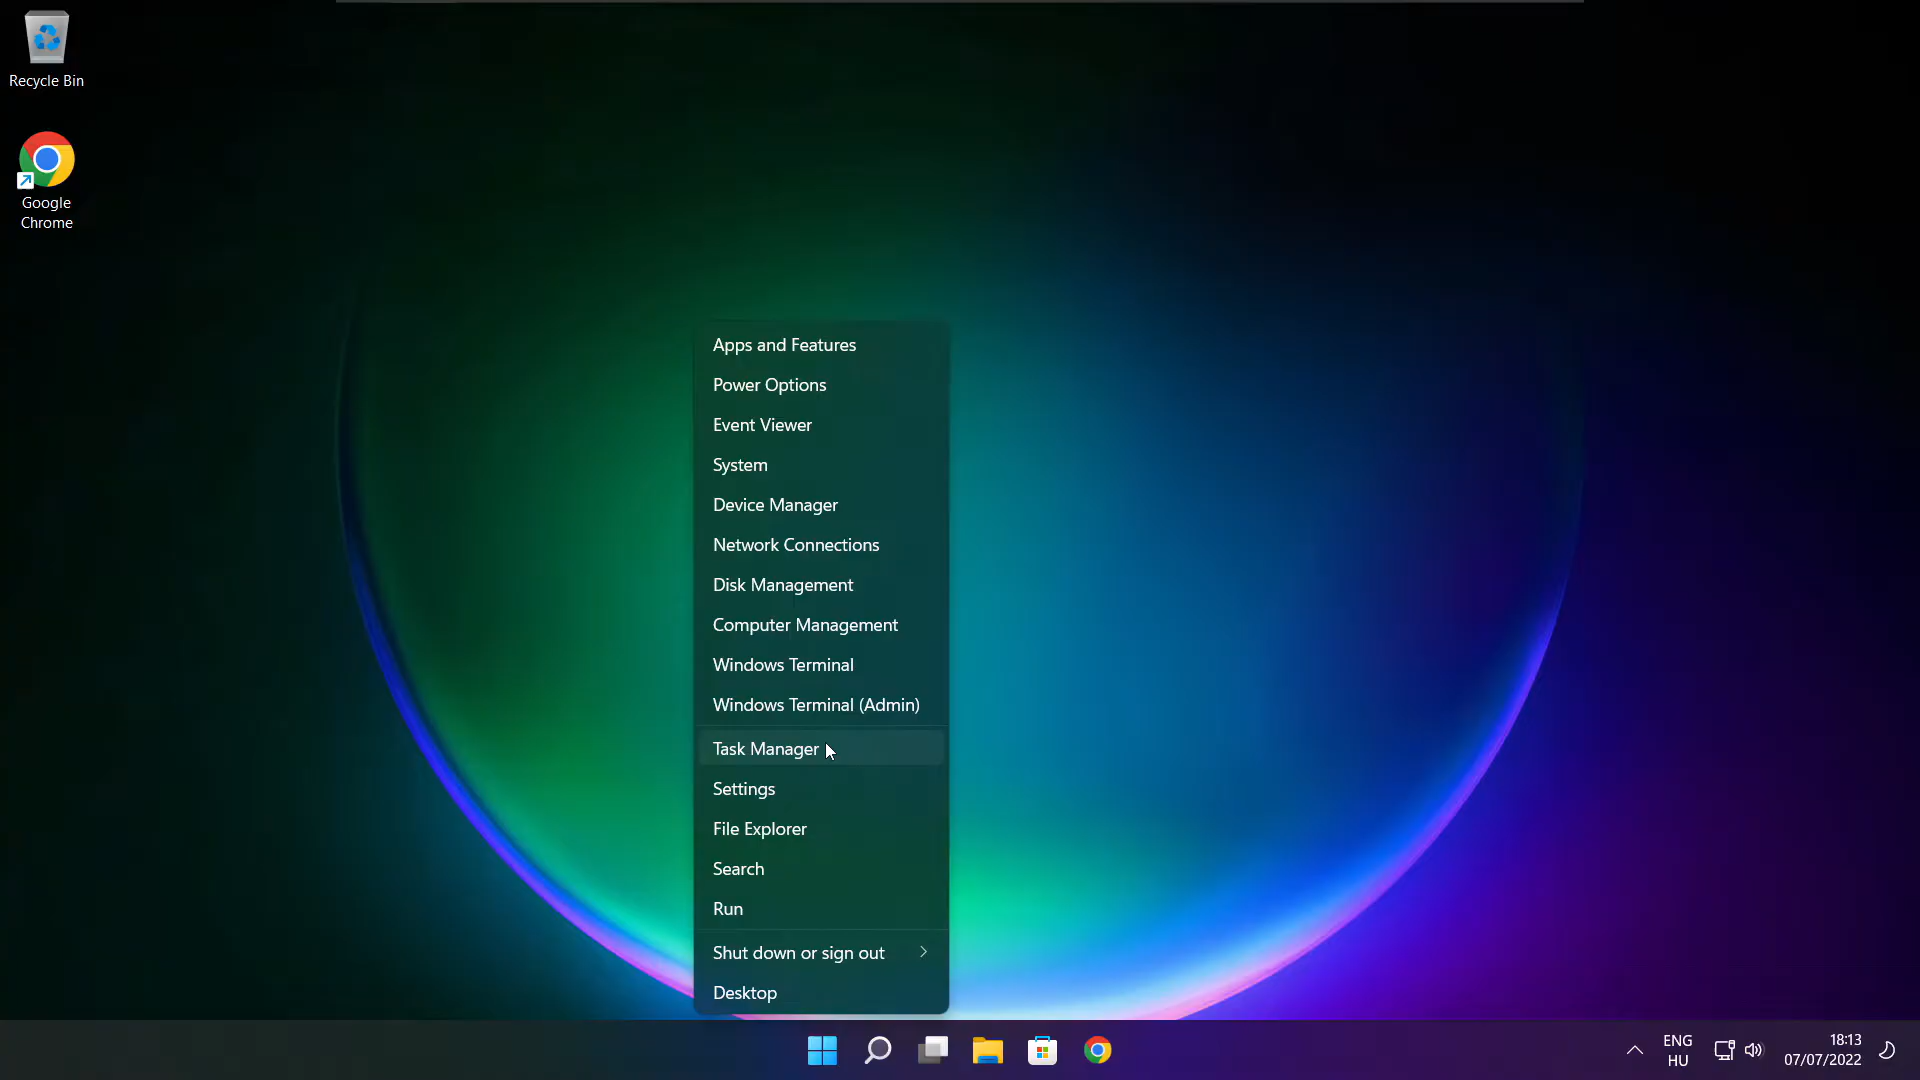 Recycle Bin
Google
Chrome
Apps and Features
Power Options
Event Viewer
System
Device Manager
Network Connections
Disk Management
Computer Management
Windows Terminal
Windows Terminal (Admin)
Task Manager
Settings
File Explorer
Search
Run
Shut down or sign out
Desktop
ENG
HU
18:13
07/07/2022